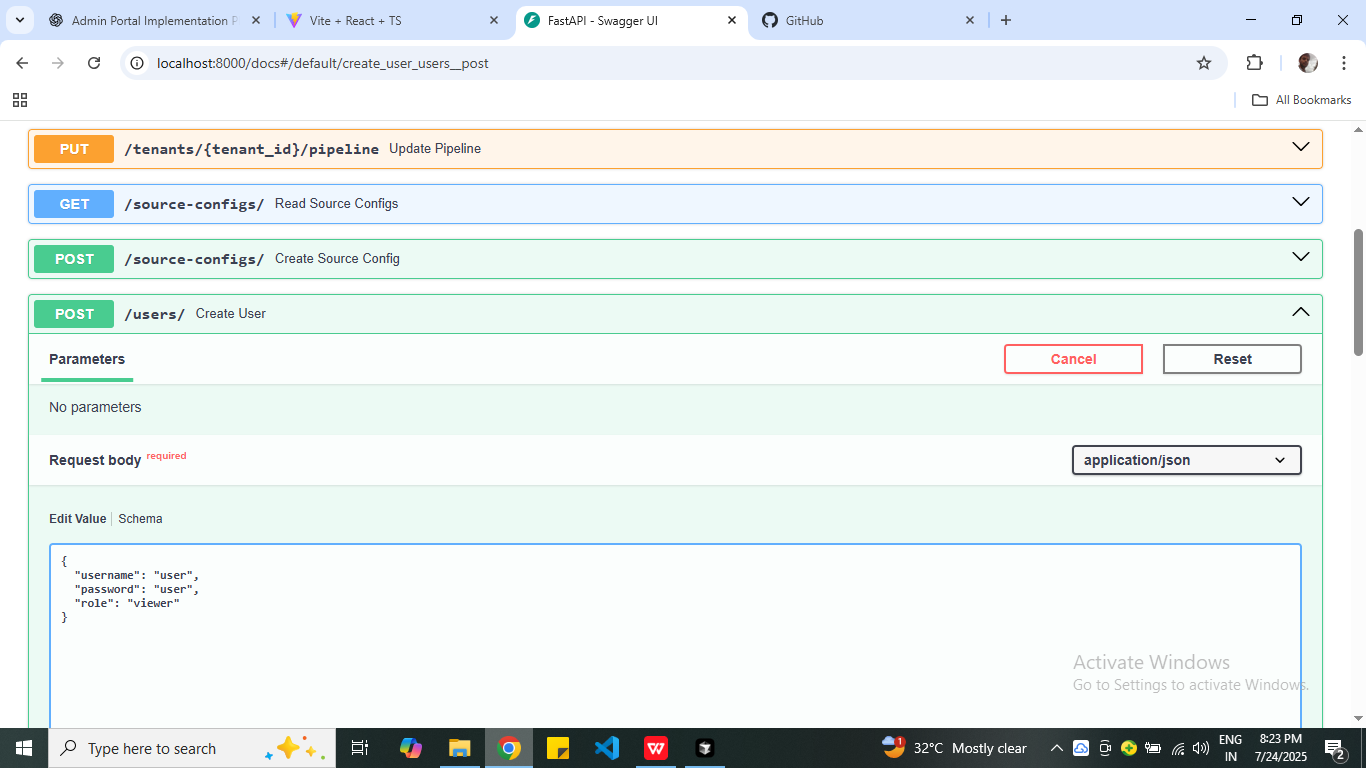 Admin Portal Implementation P
Vite + React + TS
FastAPI - Swagger UI
GitHub
localhost:8000/docs#/default/create_user_users__post
All Bookmarks
PUT /tenants/{tenant_id}/pipeline Update Pipeline
GET /source-configs/ Read Source Configs
POST /source-configs/ Create Source Config
POST /users/ Create User
Parameters Cancel Reset
No parameters
Request body required application/json
Edit Value Schema
{
"username": "user",
"password": "user",
"role": "viewer"
}
Activate Windows
Go to Settings to activate Windows.
Type here to search
1
32°C Mostly clear
ENG
IN
8:23 PM
7/24/2025
2